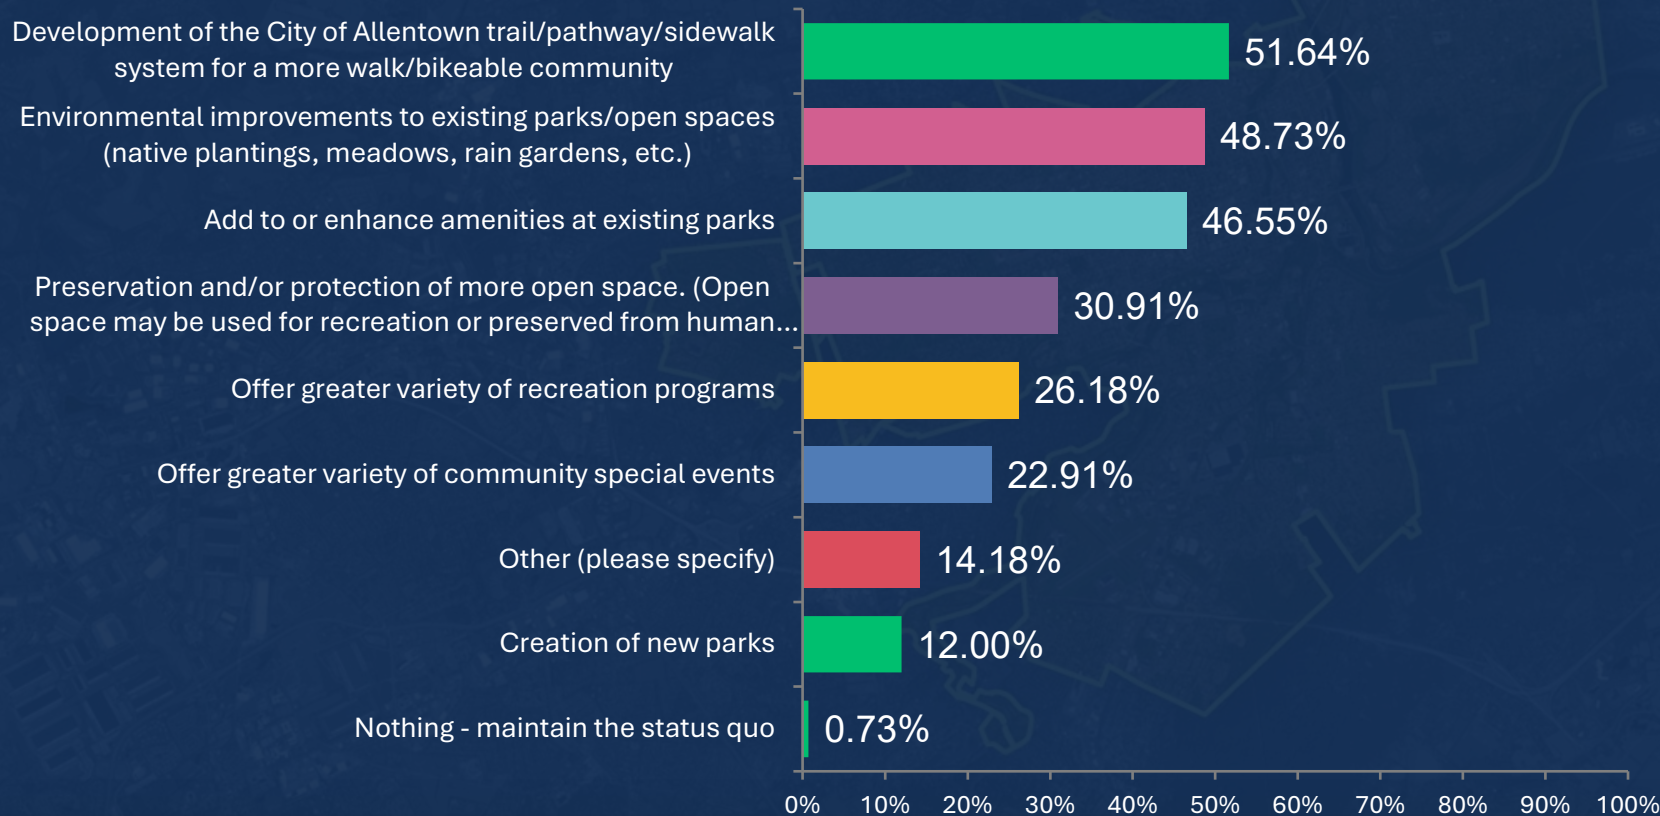 Development of the City of Allentown trail/pathway/sidewalk
system for a more walk/bikeable community
51.64%
Environmental improvements to existing parks/open spaces
(native plantings, meadows, rain gardens, etc.)
48.73%
Add to or enhance amenities at existing parks
46.55%
Preservation and/or protection of more open space. (Open
space may be used for recreation or preserved from human...
30.91%
Offer greater variety of recreation programs
26.18%
Offer greater variety of community special events
22.91%
Other (please specify)
14.18%
Creation of new parks
12.00%
Nothing - maintain the status quo
0.73%
0% 10% 20% 30% 40% 50% 60% 70% 80% 90% 100%